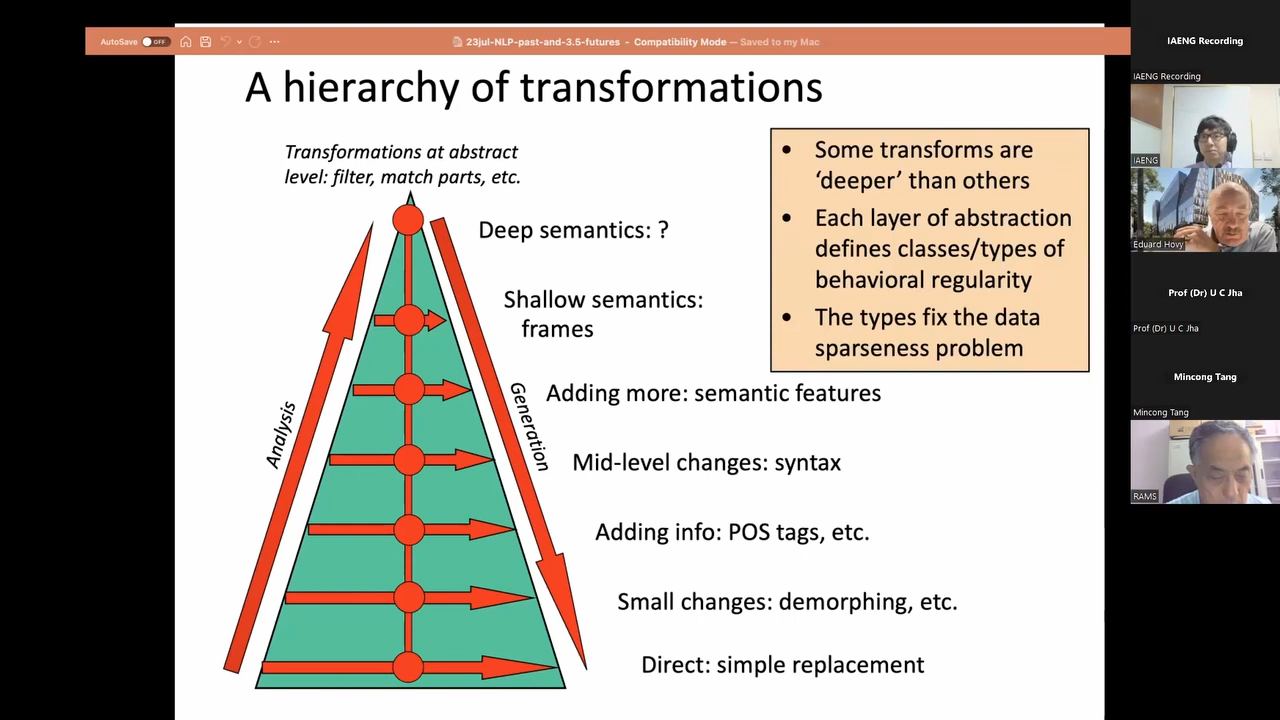 AutoSave OFF
23jul-NLP-past-and-3.5-futures - Compatibility Mode — Saved to my Mac
A hierarchy of transformations
Transformations at abstract
level: filter, match parts, etc.
Deep semantics: ?
Shallow semantics:
frames
Adding more: semantic features
Mid-level changes: syntax
Adding info: POS tags, etc.
Small changes: demorphing, etc.
Direct: simple replacement
Analysis
Generation
• Some transforms are
‘deeper’ than others
• Each layer of abstraction
defines classes/types of
behavioral regularity
• The types fix the data
sparseness problem
IAENG Recording
IAENG Recording
IAENG
Eduard Hovy
Prof (Dr) U C Jha
Prof (Dr) U C Jha
Mincong Tang
Mincong Tang
RAMS